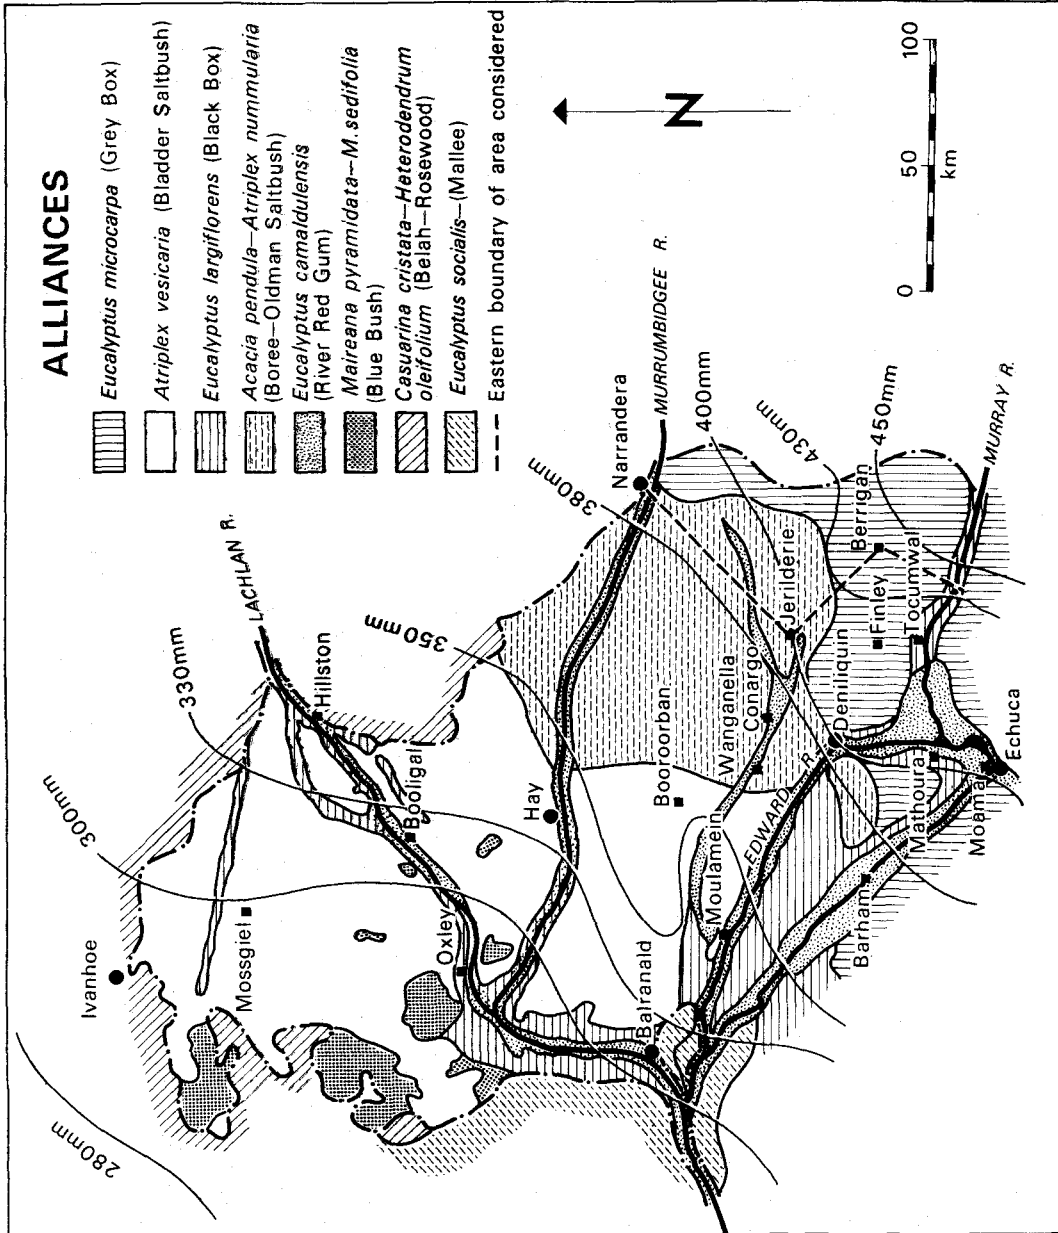 ALLIANCES
Eucalyptus microcarpa (Grey Box)
Atriplex vesicaria (Bladder Saltbush)
Eucalyptus largiflorens (Black Box)
Acacia pendula—Atriplex nummularia
(Boree—Oldman Saltbush)
Eucalyptus camaldulensis
(River Red Gum)
Maireana pyramidata—M. sedifolia
(Blue Bush)
Casuarina cristata—Heterodendrum
oleifolium (Belah—Rosewood)
Eucalyptus socialis—(Mallee)
Eastern boundary of area considered
N
0 50 100
km
280mm
300mm
330mm
350mm
380mm
400mm
430mm
450mm
Ivanhoe
Mossgiel
LACHLAN R.
Hillston
Booligal
Oxley
Hay
Narrandera
MURRUMBIDGEE R.
Booroorban
Balranald
Moulamein
Wanganella
Conargo
Jerilderie
EDWARD R.
Deniliquin
Berrigan
Finley
Tocumwal
MURRAY R.
Barham
Mathoura
Moama
Echuca